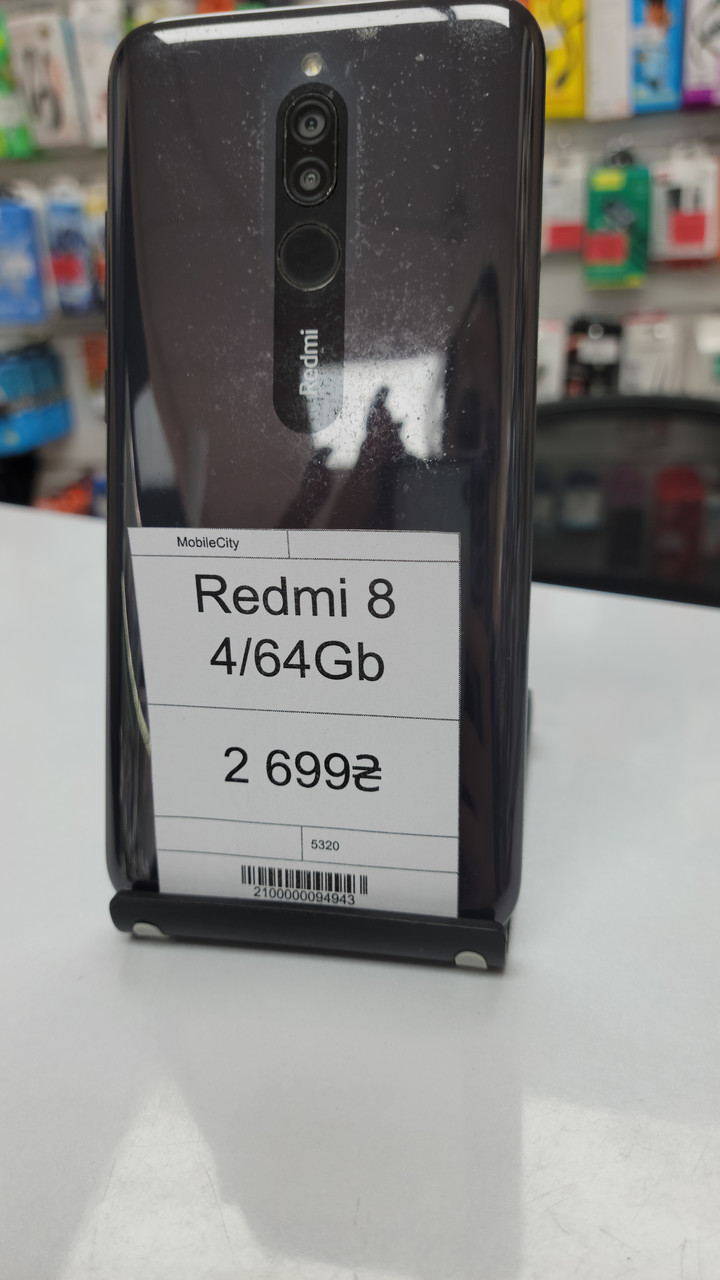 Redmi
MobileCity
Redmi 8
4/64Gb
2 699₴
5320
2100000094943